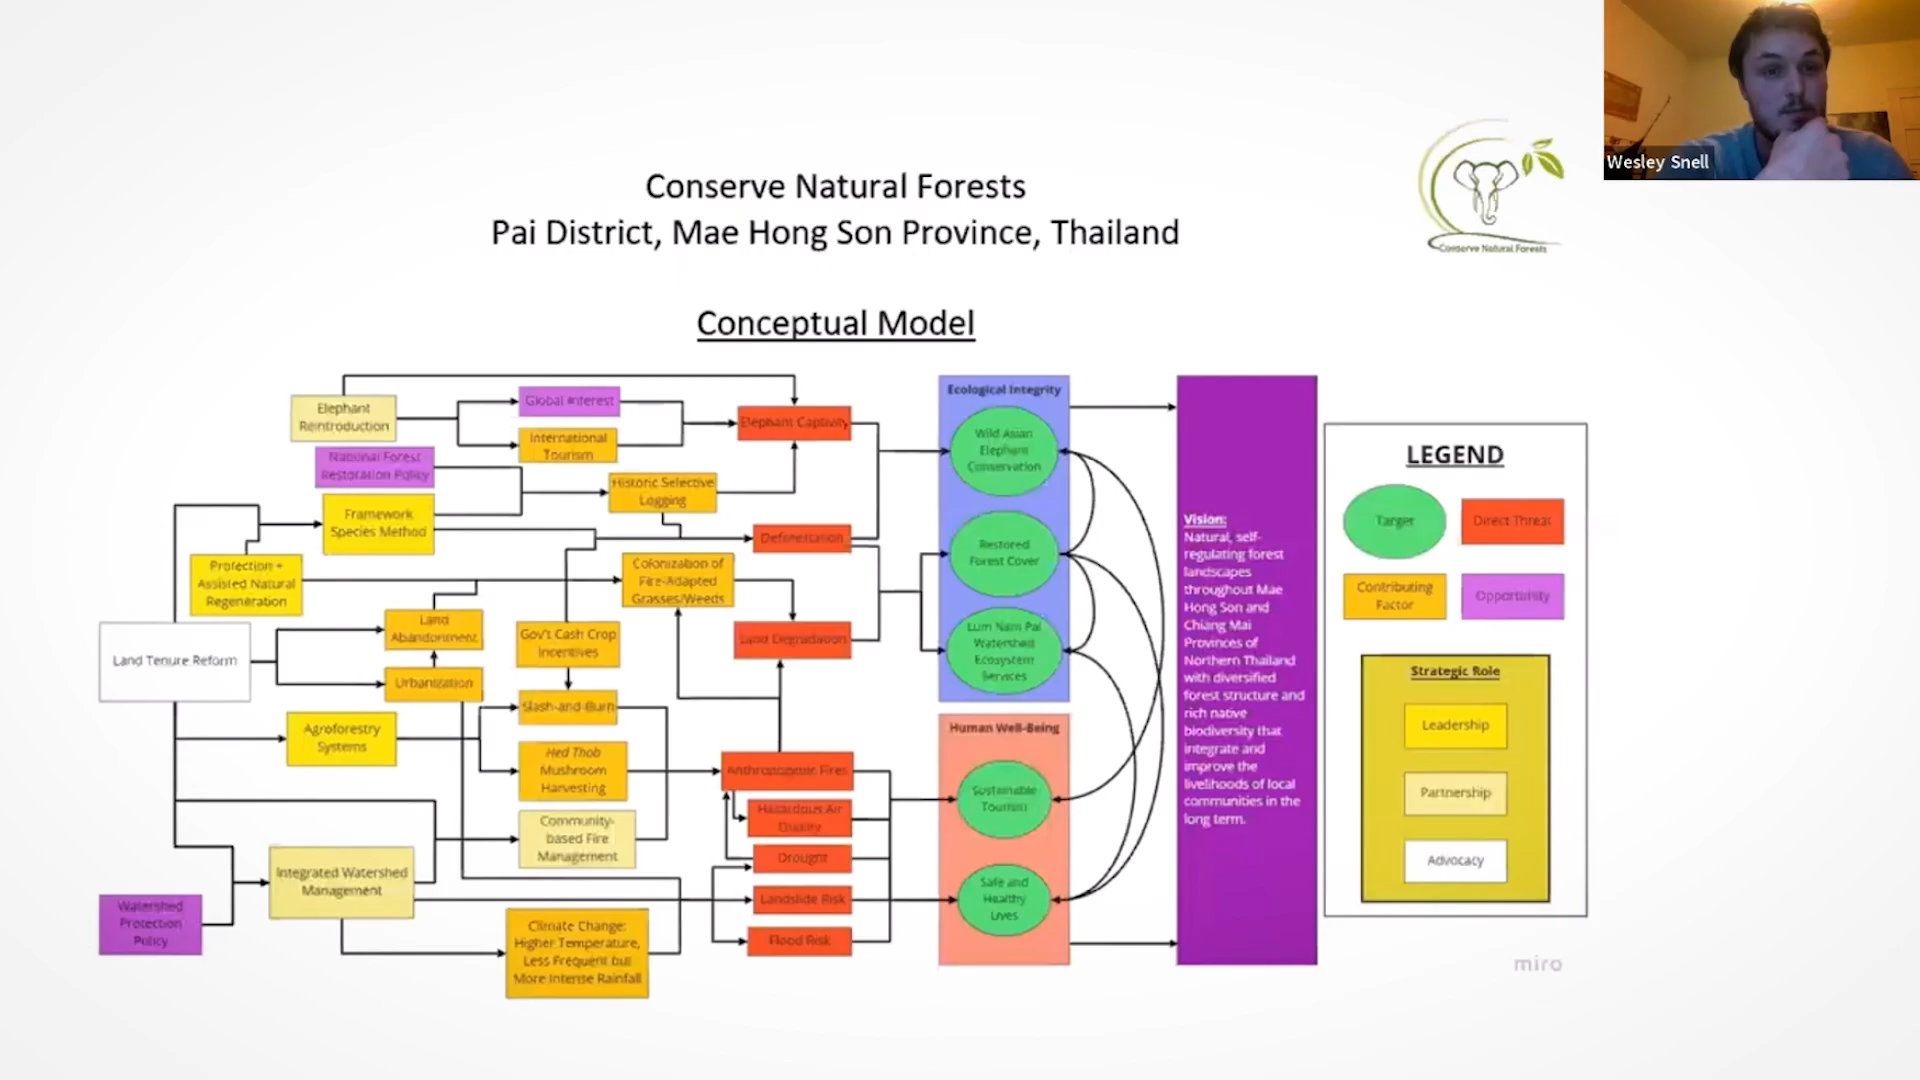 Wesley Snell
Conserve Natural Forests
Conserve Natural Forests
Pai District, Mae Hong Son Province, Thailand
Conceptual Model
Elephant
Reintroduction
Global Interest
International
Tourism
Elephant Captivity
National Forest
Restoration Policy
Historic Selective
Logging
Framework
Species Method
Deforestation
Protection +
Assisted Natural
Regeneration
Colonization of
Fire-Adapted
Grasses/Weeds
Land
Abandonment
Gov't Cash Crop
Incentives
Land Degradation
Land Tenure Reform
Urbanization
Slash-and-Burn
Agroforestry
Systems
Hed Thob
Mushroom
Harvesting
Anthropogenic Fires
Hazardous Air
Quality
Community-
based Fire
Management
Drought
Integrated Watershed
Management
Landslide Risk
Watershed
Protection
Policy
Climate Change:
Higher Temperature,
Less Frequent but
More Intense Rainfall
Flood Risk
Ecological Integrity
Wild Asian
Elephant
Conservation
Restored
Forest Cover
Lum Nam Pai
Watershed
Ecosystem
Services
Human Well-Being
Sustainable
Tourism
Safe and
Healthy
Lives
Vision:
Natural, self-
regulating forest
landscapes
throughout Mae
Hong Son and
Chiang Mai
Provinces of
Northern Thailand
with diversified
forest structure and
rich native
biodiversity that
integrate and
improve the
livelihoods of local
communities in the
long term.
LEGEND
Target
Direct Threat
Contributing
Factor
Opportunity
Strategic Role
Leadership
Partnership
Advocacy
miro